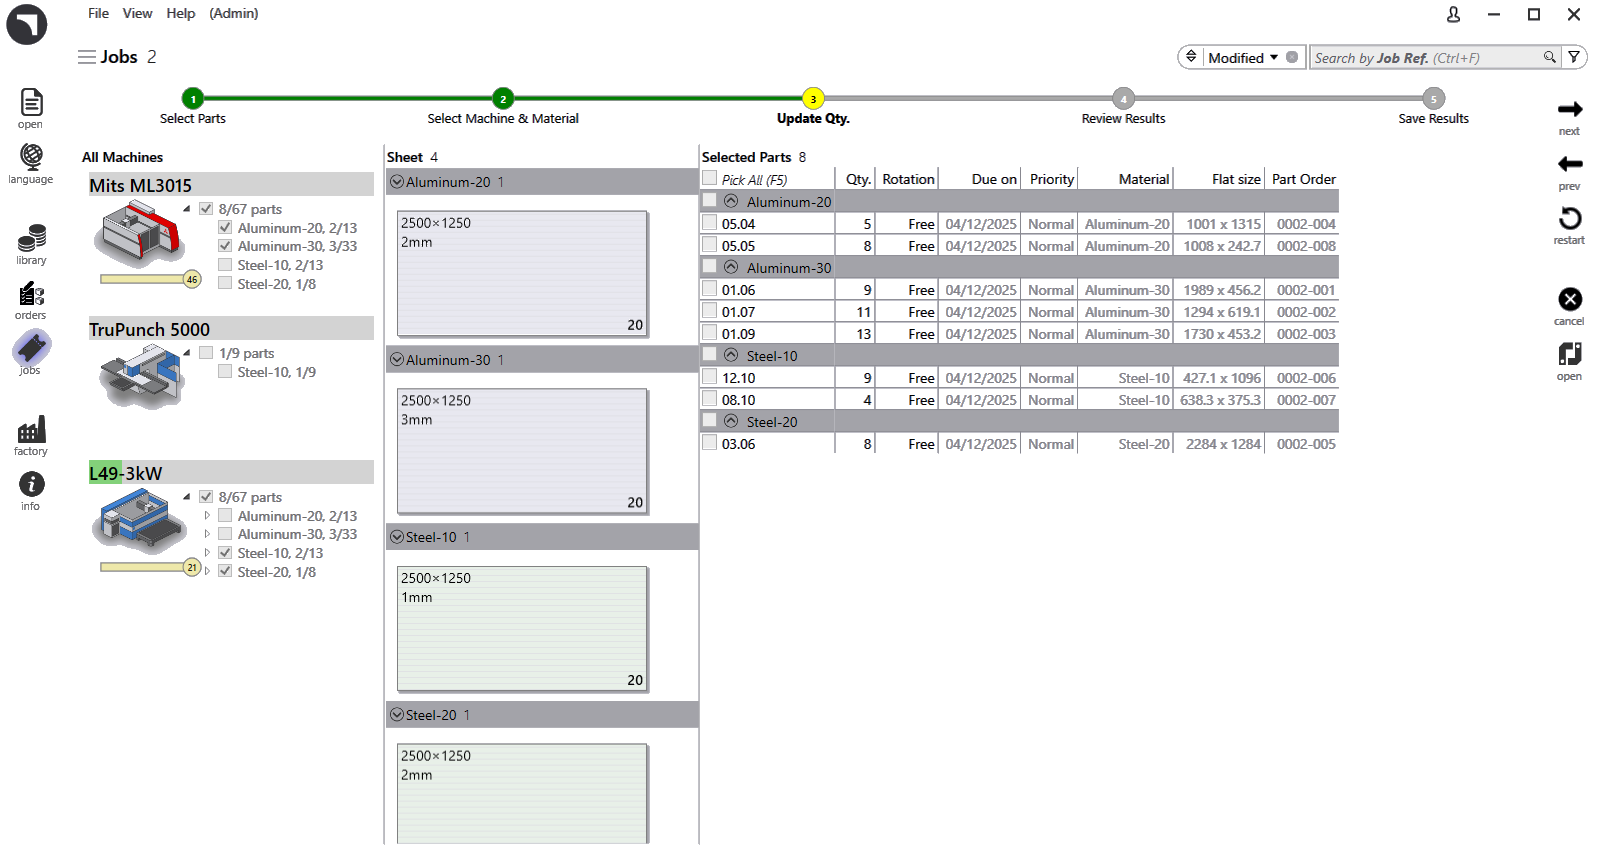 File View Help (Admin)
Jobs 2
Modified
Search by Job Ref. (Ctrl+F)
1 2 3 4 5
Select Parts Select Machine & Material Update Qty. Review Results Save Results
open
language
library
orders
jobs
factory
info
All Machines
Mits ML3015
8/67 parts
Aluminum-20, 2/13
Aluminum-30, 3/33
Steel-10, 2/13
Steel-20, 1/8
46
TruPunch 5000
1/9 parts
Steel-10, 1/9
L49-3kW
8/67 parts
Aluminum-20, 2/13
Aluminum-30, 3/33
Steel-10, 2/13
Steel-20, 1/8
21
Sheet 4
Aluminum-20 1
2500×1250
2mm
20
Aluminum-30 1
2500×1250
3mm
20
Steel-10 1
2500×1250
1mm
20
Steel-20 1
2500×1250
2mm
Selected Parts 8
Pick All (F5) Qty. Rotation Due on Priority Material Flat size Part Order
Aluminum-20
05.04 5 Free 04/12/2025 Normal Aluminum-20 1001 x 1315 0002-004
05.05 8 Free 04/12/2025 Normal Aluminum-20 1008 x 242.7 0002-008
Aluminum-30
01.06 9 Free 04/12/2025 Normal Aluminum-30 1989 x 456.2 0002-001
01.07 11 Free 04/12/2025 Normal Aluminum-30 1294 x 619.1 0002-002
01.09 13 Free 04/12/2025 Normal Aluminum-30 1730 x 453.2 0002-003
Steel-10
12.10 9 Free 04/12/2025 Normal Steel-10 427.1 x 1096 0002-006
08.10 4 Free 04/12/2025 Normal Steel-10 638.3 x 375.3 0002-007
Steel-20
03.06 8 Free 04/12/2025 Normal Steel-20 2284 x 1284 0002-005
next
prev
restart
cancel
open